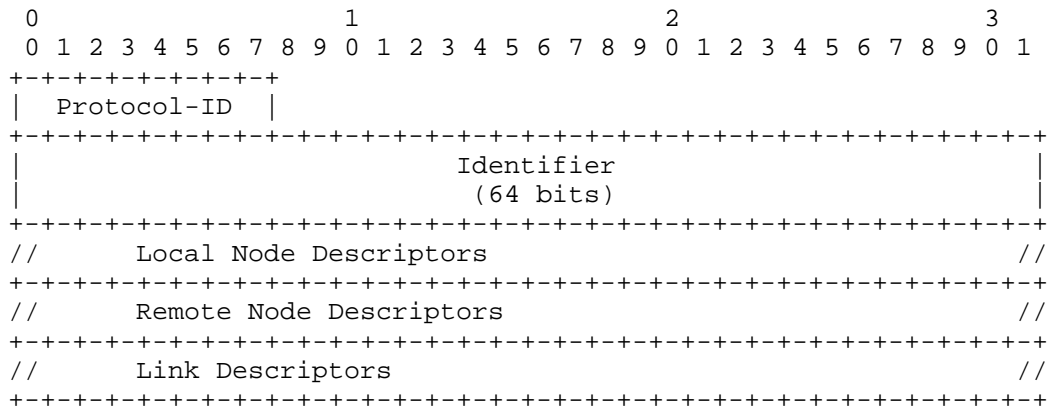 0                   1                   2                   3
 0 1 2 3 4 5 6 7 8 9 0 1 2 3 4 5 6 7 8 9 0 1 2 3 4 5 6 7 8 9 0 1
+-+-+-+-+-+-+-+-+
|  Protocol-ID  |
+-+-+-+-+-+-+-+-+-+-+-+-+-+-+-+-+-+-+-+-+-+-+-+-+-+-+-+-+-+-+-+-+
|                           Identifier                          |
|                            (64 bits)                          |
+-+-+-+-+-+-+-+-+-+-+-+-+-+-+-+-+-+-+-+-+-+-+-+-+-+-+-+-+-+-+-+-+
//      Local Node Descriptors                                 //
+-+-+-+-+-+-+-+-+-+-+-+-+-+-+-+-+-+-+-+-+-+-+-+-+-+-+-+-+-+-+-+-+
//      Remote Node Descriptors                                //
+-+-+-+-+-+-+-+-+-+-+-+-+-+-+-+-+-+-+-+-+-+-+-+-+-+-+-+-+-+-+-+-+
//      Link Descriptors                                       //
+-+-+-+-+-+-+-+-+-+-+-+-+-+-+-+-+-+-+-+-+-+-+-+-+-+-+-+-+-+-+-+-+